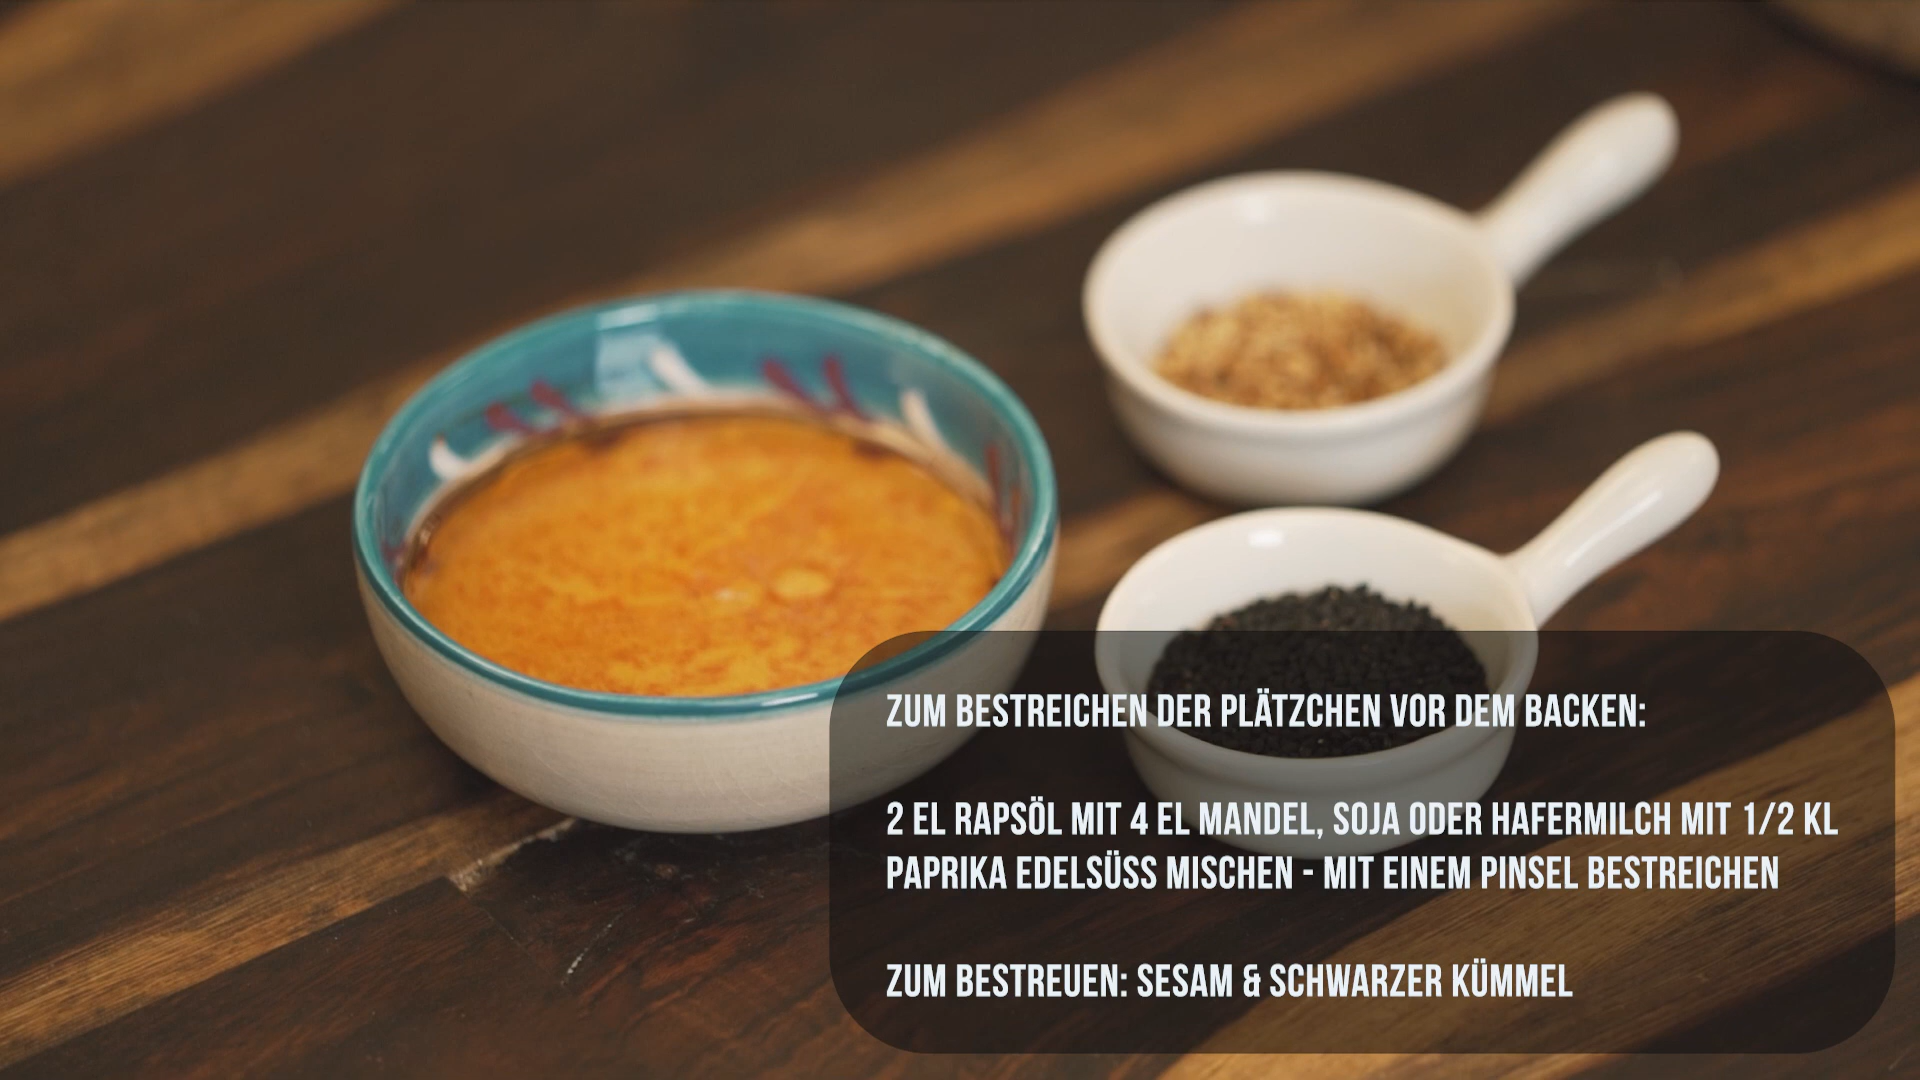 ZUM BESTREICHEN DER PLÄTZCHEN VOR DEM BACKEN:
2 EL RAPSÖL MIT 4 EL MANDEL, SOJA ODER HAFERMILCH MIT 1/2 KL
PAPRIKA EDELSÜSS MISCHEN - MIT EINEM PINSEL BESTREICHEN
ZUM BESTREUEN: SESAM & SCHWARZER KÜMMEL